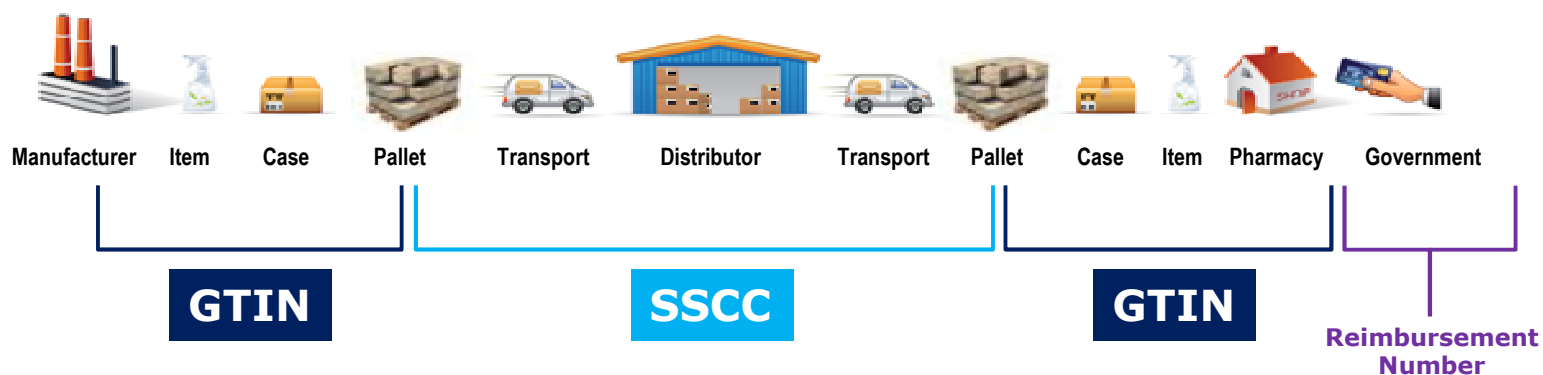 Manufacturer Item Case Pallet Transport Distributor Transport Pallet Case Item Pharmacy Government
GTIN SSCC GTIN
Reimbursement
Number